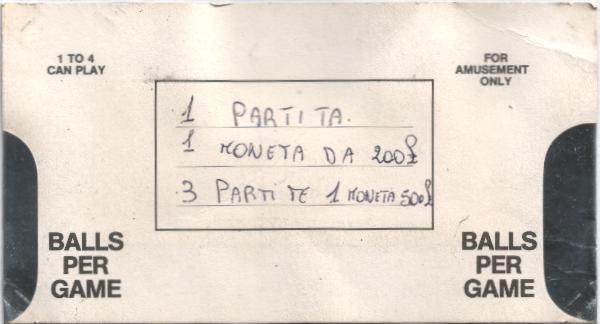 1 TO 4
CAN PLAY
FOR
AMUSEMENT
ONLY
1 PARTITA.
1 MONETA DA 200£
3 PARTITE 1 MONETA 500£
BALLS
PER
GAME
BALLS
PER
GAME